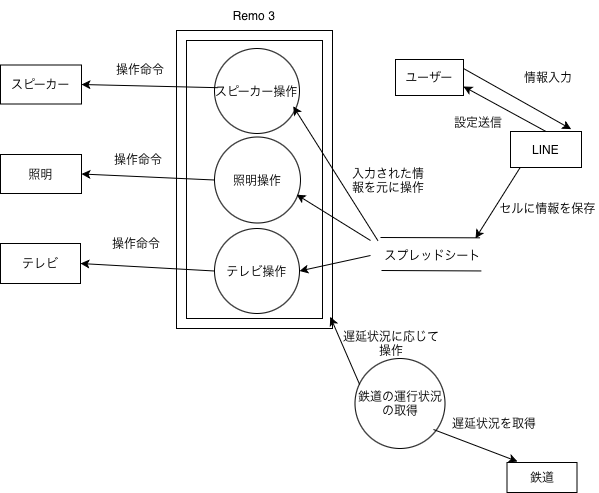 Remo 3
スピーカー
操作命令
スピーカー操作
ユーザー
情報入力
設定送信
LINE
照明
操作命令
照明操作
入力された情
報を元に操作
セルに情報を保存
テレビ
操作命令
テレビ操作
スプレッドシート
遅延状況に応じて
操作
鉄道の運行状況
の取得
遅延状況を取得
鉄道